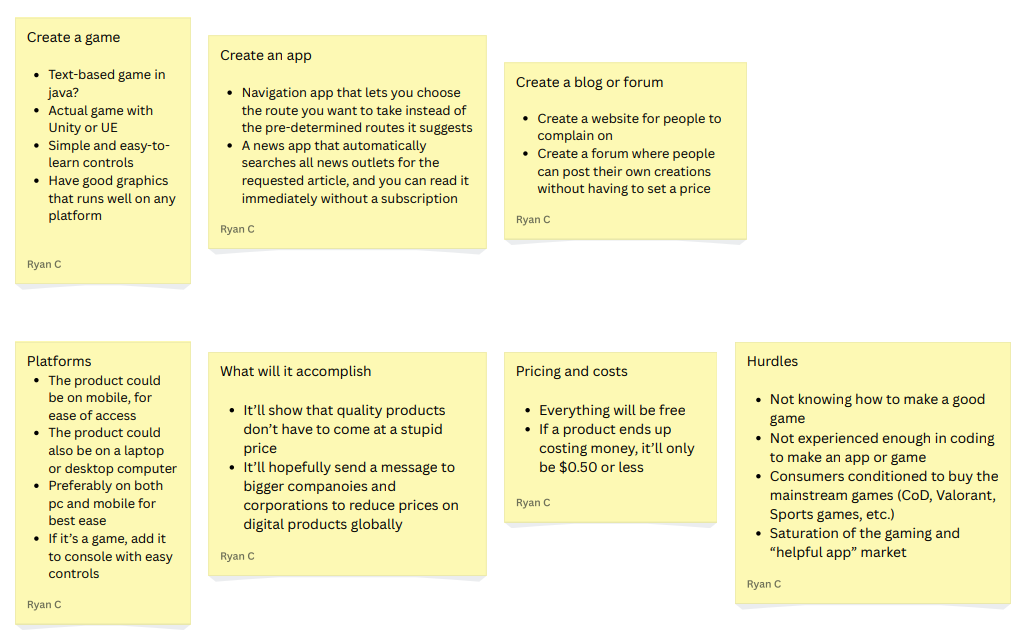 Create a game
• Text-based game in
java?
• Actual game with
Unity or UE
• Simple and easy-to-
learn controls
• Have good graphics
that runs well on any
platform
Ryan C
Create an app
• Navigation app that lets you choose
the route you want to take instead of
the pre-determined routes it suggests
• A news app that automatically
searches all news outlets for the
requested article, and you can read it
immediately without a subscription
Ryan C
Create a blog or forum
• Create a website for people to
complain on
• Create a forum where people
can post their own creations
without having to set a price
Ryan C
Platforms
• The product could
be on mobile, for
ease of access
• The product could
also be on a laptop
or desktop computer
• Preferably on both
pc and mobile for
best ease
• If it's a game, add it
to console with easy
controls
Ryan C
What will it accomplish
• It'll show that quality products
don't have to come at a stupid
price
• It'll hopefully send a message to
bigger companoies and
corporations to reduce prices on
digital products globally
Ryan C
Pricing and costs
• Everything will be free
• If a product ends up
costing money, it'll only
be $0.50 or less
Ryan C
Hurdles
• Not knowing how to make a good
game
• Not experienced enough in coding
to make an app or game
• Consumers conditioned to buy the
mainstream games (CoD, Valorant,
Sports games, etc.)
• Saturation of the gaming and
“helpful app” market
Ryan C